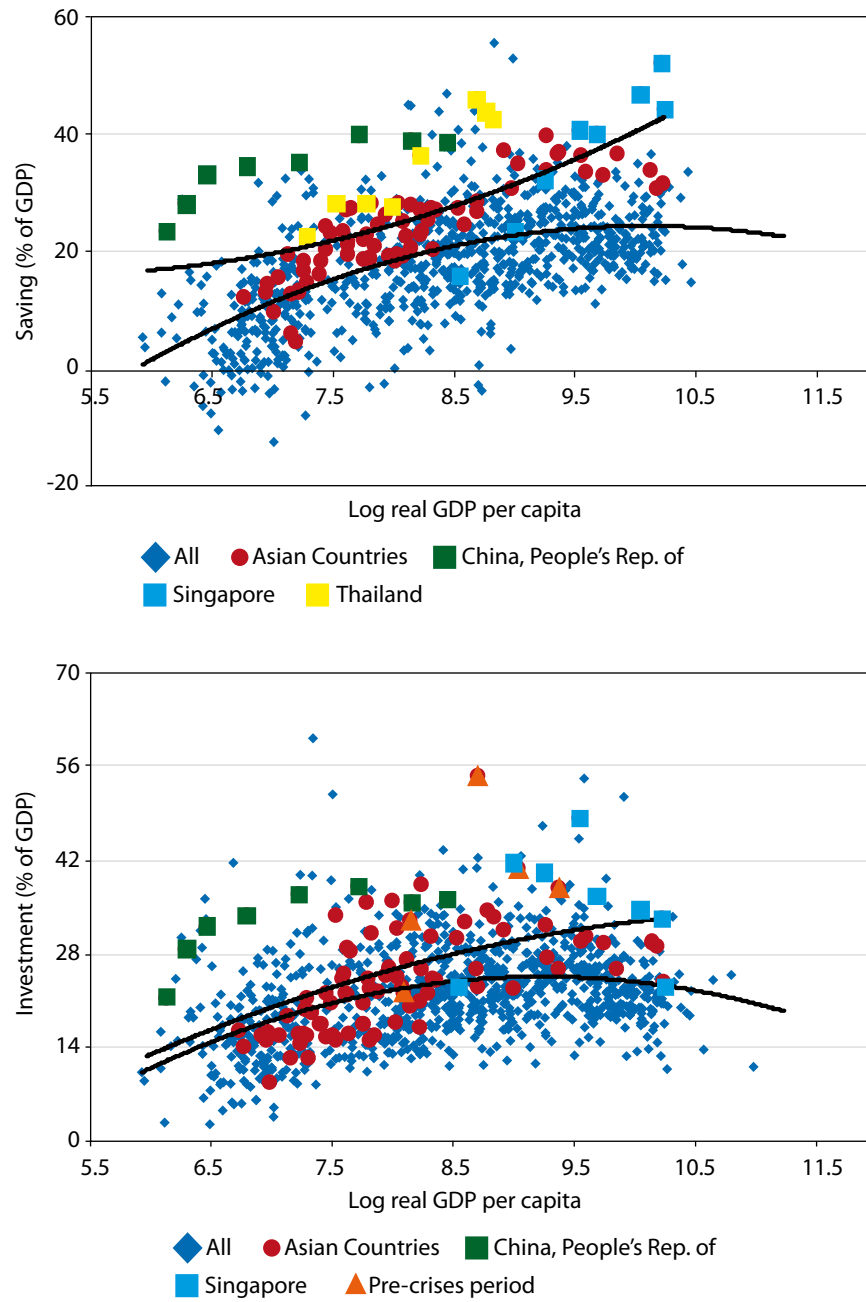 60
40
20
0
-20
Saving (% of GDP)
5.5 6.5 7.5 8.5 9.5 10.5 11.5
Log real GDP per capita
All Asian Countries China, People’s Rep. of
Singapore Thailand
70
56
42
28
14
0
Investment (% of GDP)
5.5 6.5 7.5 8.5 9.5 10.5 11.5
Log real GDP per capita
All Asian Countries China, People’s Rep. of
Singapore Pre-crises period